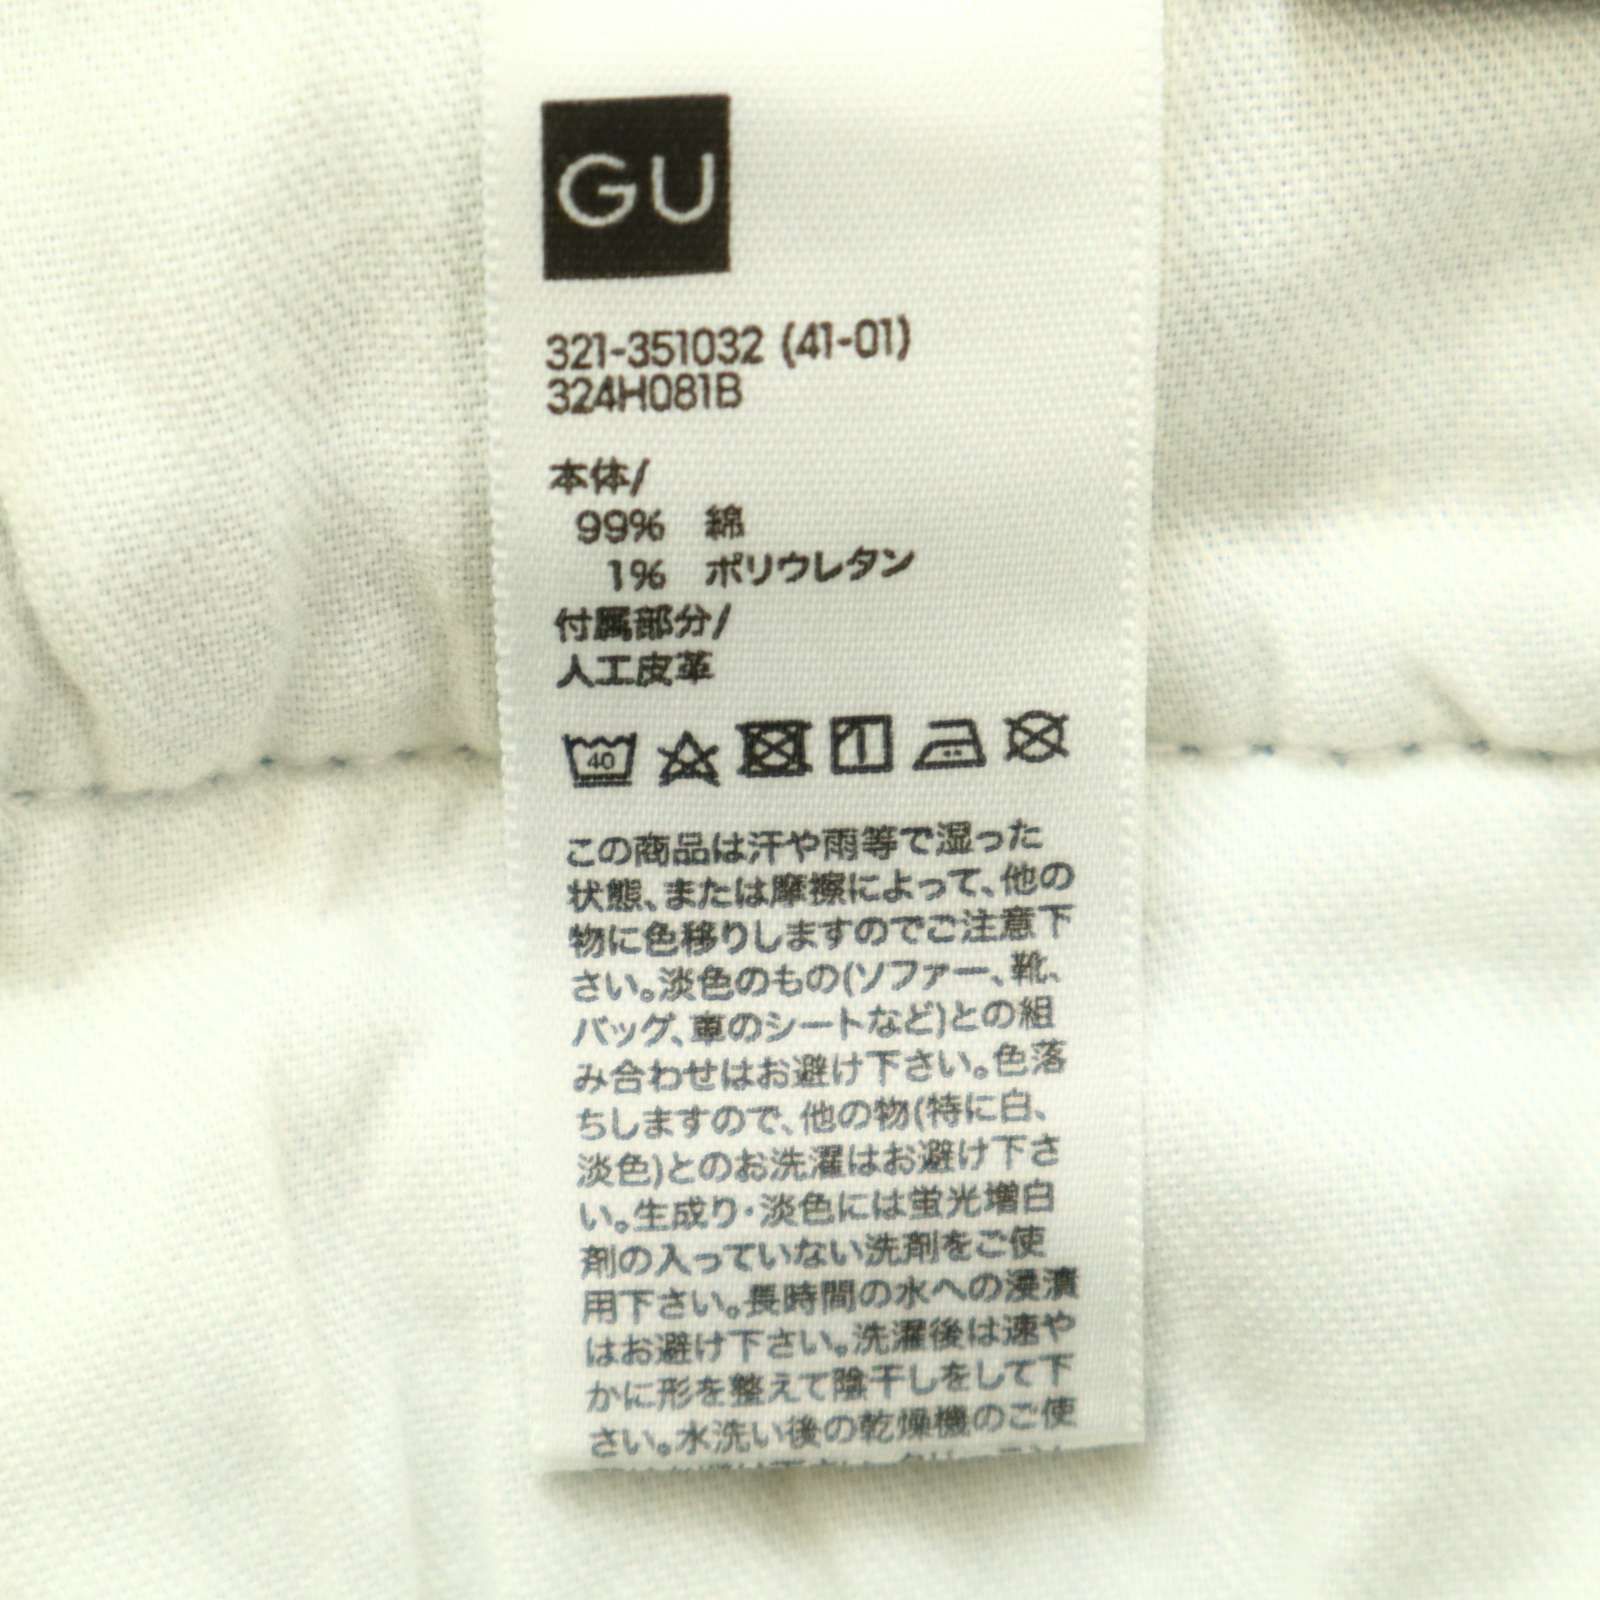 GU
321-351032 (41-01)
324H081B
本体/
99% 綿
1% ポリウレタン
付属部分/
人工皮革
40
この商品は汗や雨等で湿った
状態、または摩擦によって、他の
物に色移りしますのでご注意下
さい。淡色のもの(ソファー、靴、
バッグ、車のシートなど)との組
み合わせはお避け下さい。色落
ちしますので、他の物(特に白、
淡色)とのお洗濯はお避け下さ
い。生成り・淡色には蛍光増白
剤の入っていない洗剤をご使
用下さい。長時間の水への浸漬
はお避け下さい。洗濯後は速や
かに形を整えて陰干しをして下
さい。水洗い後の乾燥機のご使